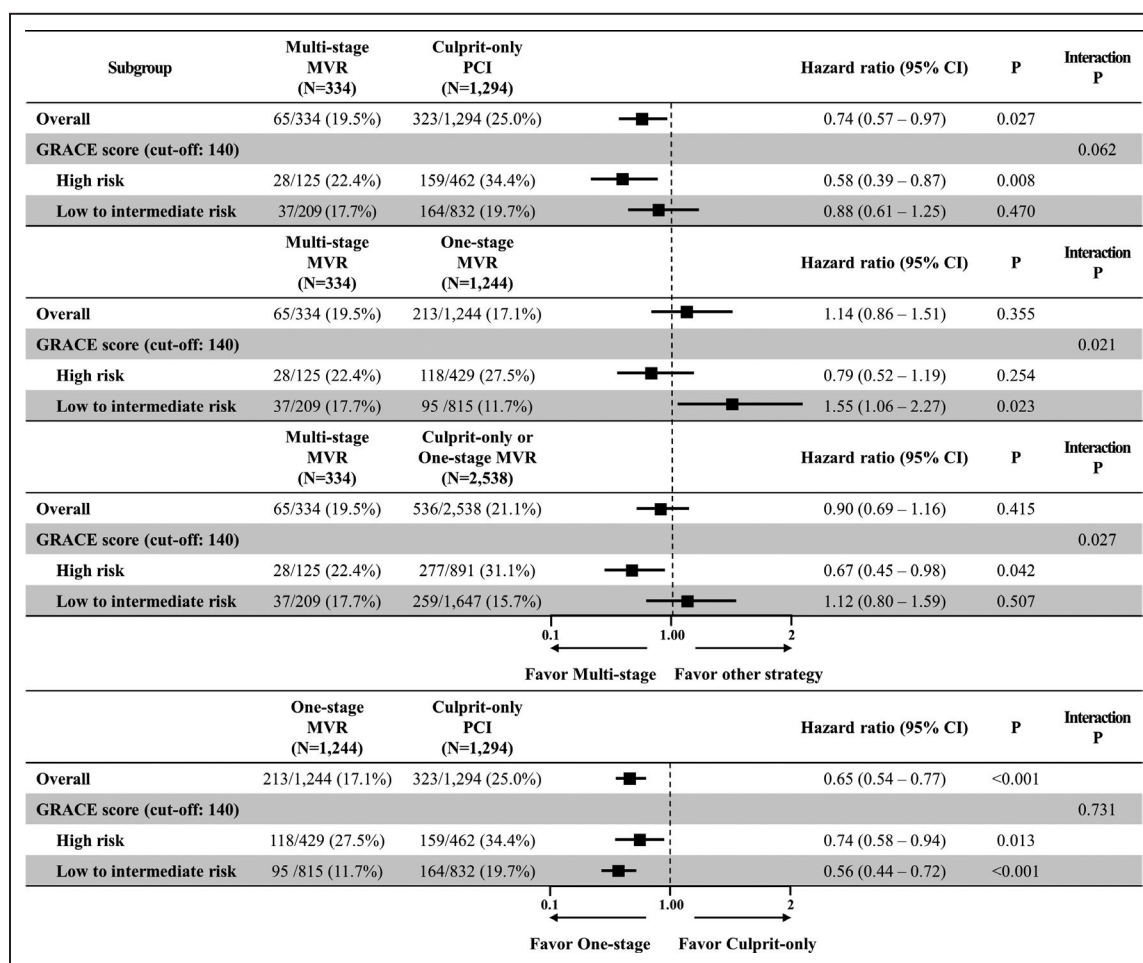 Subgroup Multi-stage MVR (N=334) Culprit-only PCI (N=1,294) Hazard ratio (95% CI) P Interaction P
Overall 65/334 (19.5%) 323/1,294 (25.0%) 0.74 (0.57 – 0.97) 0.027
GRACE score (cut-off: 140) 0.062
High risk 28/125 (22.4%) 159/462 (34.4%) 0.58 (0.39 – 0.87) 0.008
Low to intermediate risk 37/209 (17.7%) 164/832 (19.7%) 0.88 (0.61 – 1.25) 0.470
Multi-stage MVR (N=334) One-stage MVR (N=1,244) Hazard ratio (95% CI) P Interaction P
Overall 65/334 (19.5%) 213/1,244 (17.1%) 1.14 (0.86 – 1.51) 0.355
GRACE score (cut-off: 140) 0.021
High risk 28/125 (22.4%) 118/429 (27.5%) 0.79 (0.52 – 1.19) 0.254
Low to intermediate risk 37/209 (17.7%) 95 /815 (11.7%) 1.55 (1.06 – 2.27) 0.023
Multi-stage MVR (N=334) Culprit-only or One-stage MVR (N=2,538) Hazard ratio (95% CI) P Interaction P
Overall 65/334 (19.5%) 536/2,538 (21.1%) 0.90 (0.69 – 1.16) 0.415
GRACE score (cut-off: 140) 0.027
High risk 28/125 (22.4%) 277/891 (31.1%) 0.67 (0.45 – 0.98) 0.042
Low to intermediate risk 37/209 (17.7%) 259/1,647 (15.7%) 1.12 (0.80 – 1.59) 0.507
0.1 1.00 2
Favor Multi-stage Favor other strategy
One-stage MVR (N=1,244) Culprit-only PCI (N=1,294) Hazard ratio (95% CI) P Interaction P
Overall 213/1,244 (17.1%) 323/1,294 (25.0%) 0.65 (0.54 – 0.77) <0.001
GRACE score (cut-off: 140) 0.731
High risk 118/429 (27.5%) 159/462 (34.4%) 0.74 (0.58 – 0.94) 0.013
Low to intermediate risk 95 /815 (11.7%) 164/832 (19.7%) 0.56 (0.44 – 0.72) <0.001
0.1 1.00 2
Favor One-stage Favor Culprit-only